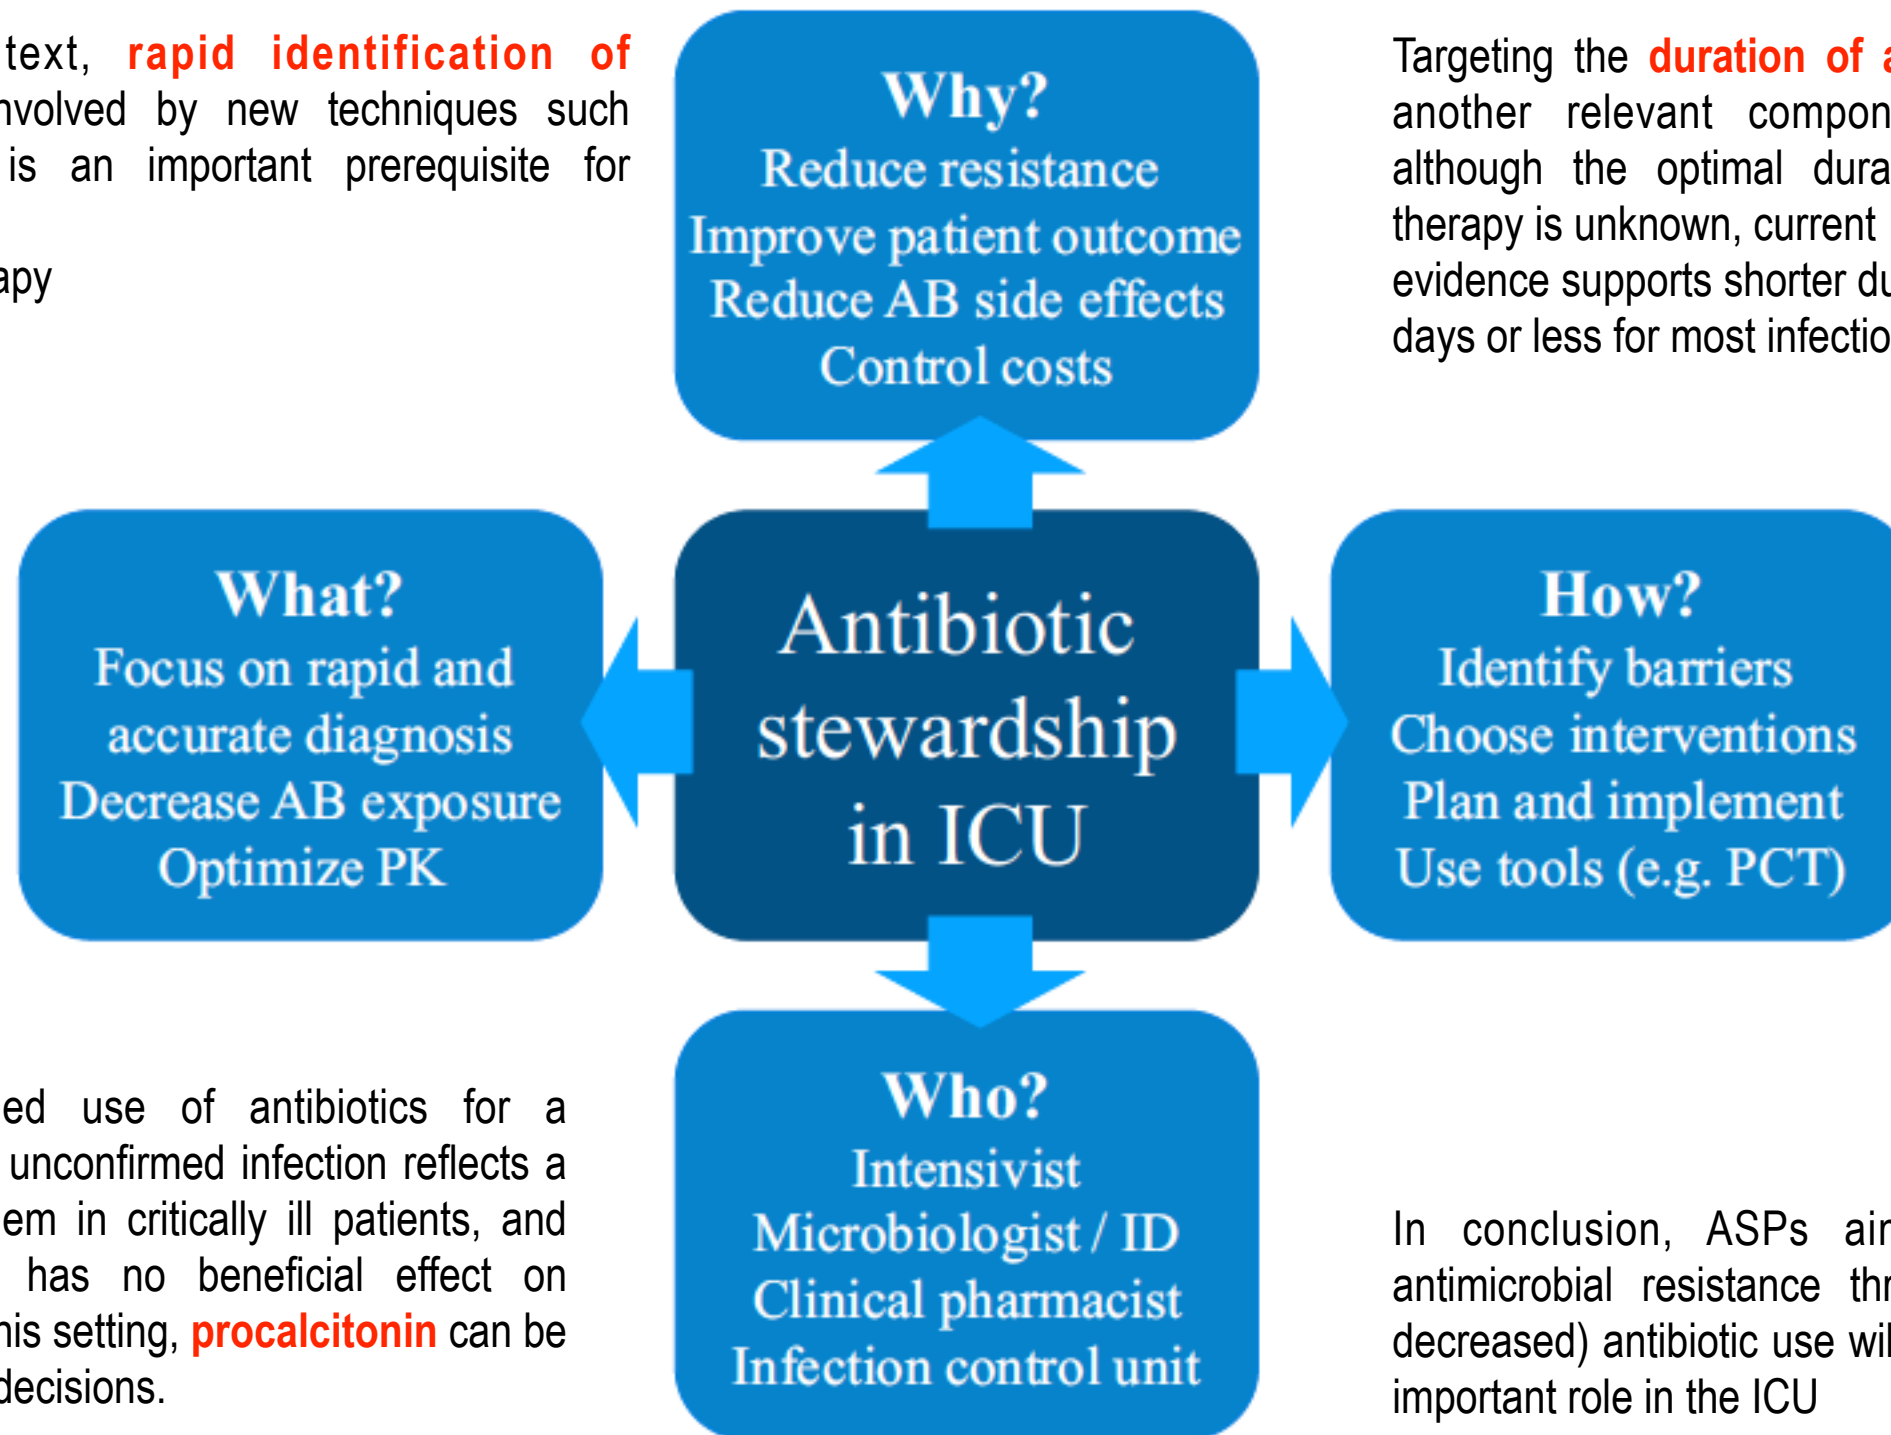 text, rapid identification of
nvolved by new techniques such
is an important prerequisite for
apy
Why?
Reduce resistance
Improve patient outcome
Reduce AB side effects
Control costs
Targeting the duration of a
another relevant compon
although the optimal dura
therapy is unknown, current
evidence supports shorter du
days or less for most infectio
What?
Focus on rapid and
accurate diagnosis
Decrease AB exposure
Optimize PK
Antibiotic
stewardship
in ICU
How?
Identify barriers
Choose interventions
Plan and implement
Use tools (e.g. PCT)
ed use of antibiotics for a
unconfirmed infection reflects a
em in critically ill patients, and
has no beneficial effect on
his setting, procalcitonin can be
decisions.
Who?
Intensivist
Microbiologist / ID
Clinical pharmacist
Infection control unit
In conclusion, ASPs air
antimicrobial resistance thr
decreased) antibiotic use wil
important role in the ICU